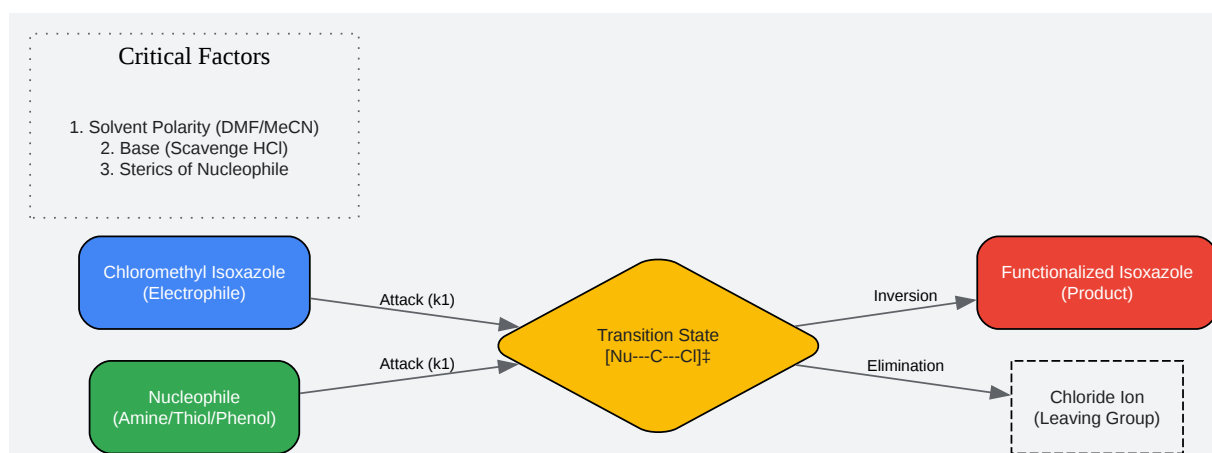 Critical Factors
1. Solvent Polarity (DMF/MeCN)
2. Base (Scavenge HCl)
3. Sterics of Nucleophile
Chloromethyl Isoxazole
(Electrophile)
Attack (k1)
Nucleophile
(Amine/Thiol/Phenol)
Attack (k1)
Transition State
[Nu---C---Cl]‡
Inversion
Functionalized Isoxazole
(Product)
Elimination
Chloride Ion
(Leaving Group)